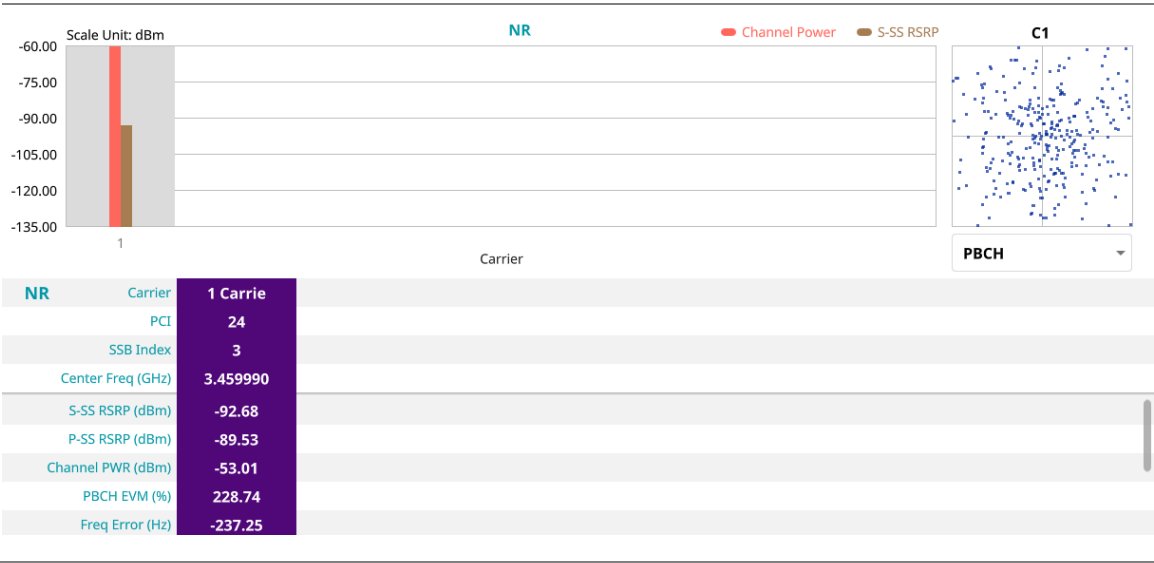 Scale Unit: dBm
NR
Channel Power
S-SS RSRP
C1
-60.00
-75.00
-90.00
-105.00
-120.00
-135.00
1
Carrier
PBCH
NR Carrier 1 Carrie
PCI 24
SSB Index 3
Center Freq (GHz) 3.459990
S-SS RSRP (dBm) -92.68
P-SS RSRP (dBm) -89.53
Channel PWR (dBm) -53.01
PBCH EVM (%) 228.74
Freq Error (Hz) -237.25